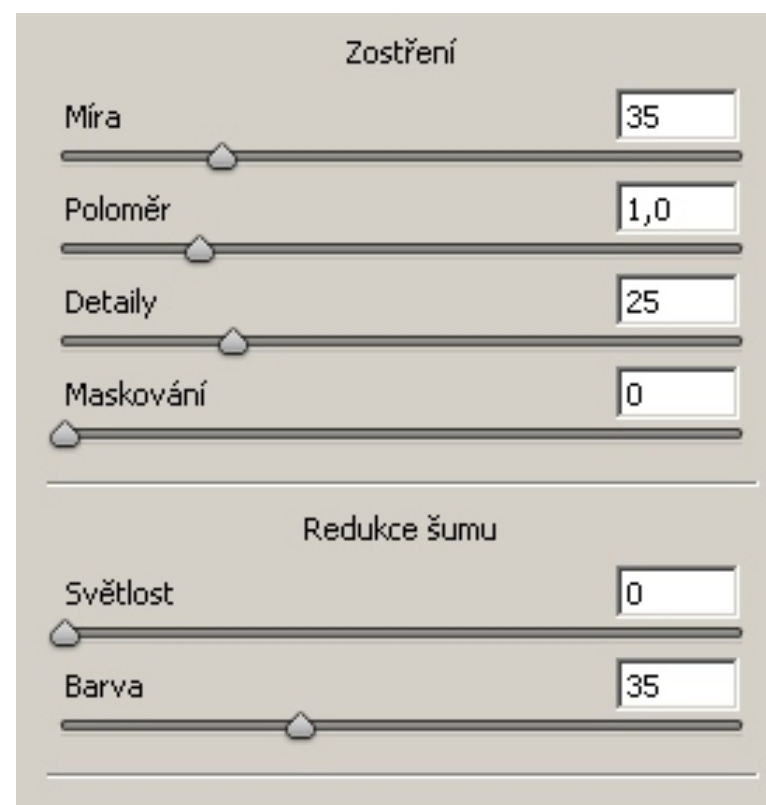 Zostření
Míra 35
Poloměr 1,0
Detaily 25
Maskování 0
Redukce šumu
Světlost 0
Barva 35